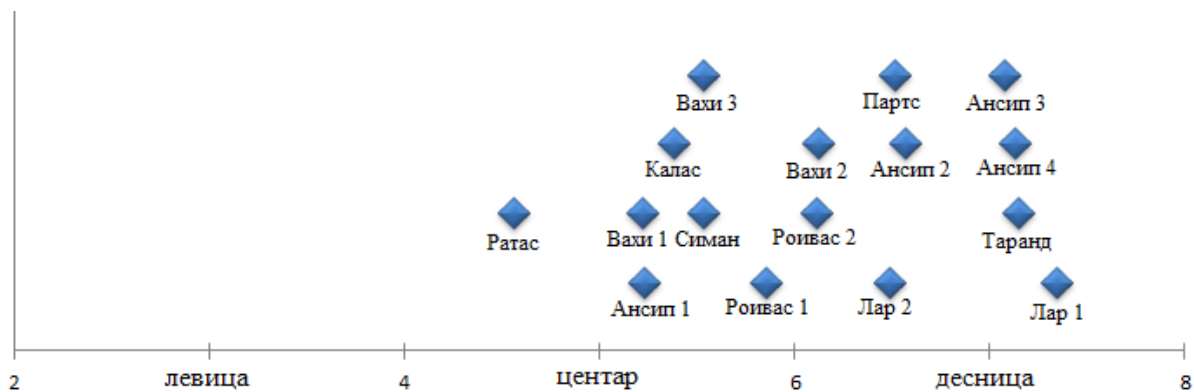 Вахи 3 Партс Ансип 3
Калас Вахи 2 Ансип 2 Ансип 4
Ратас Вахи 1 Симан Роивас 2 Таранд
Ансип 1 Роивас 1 Лар 2 Лар 1
2 левица 4 центар 6 десница 8